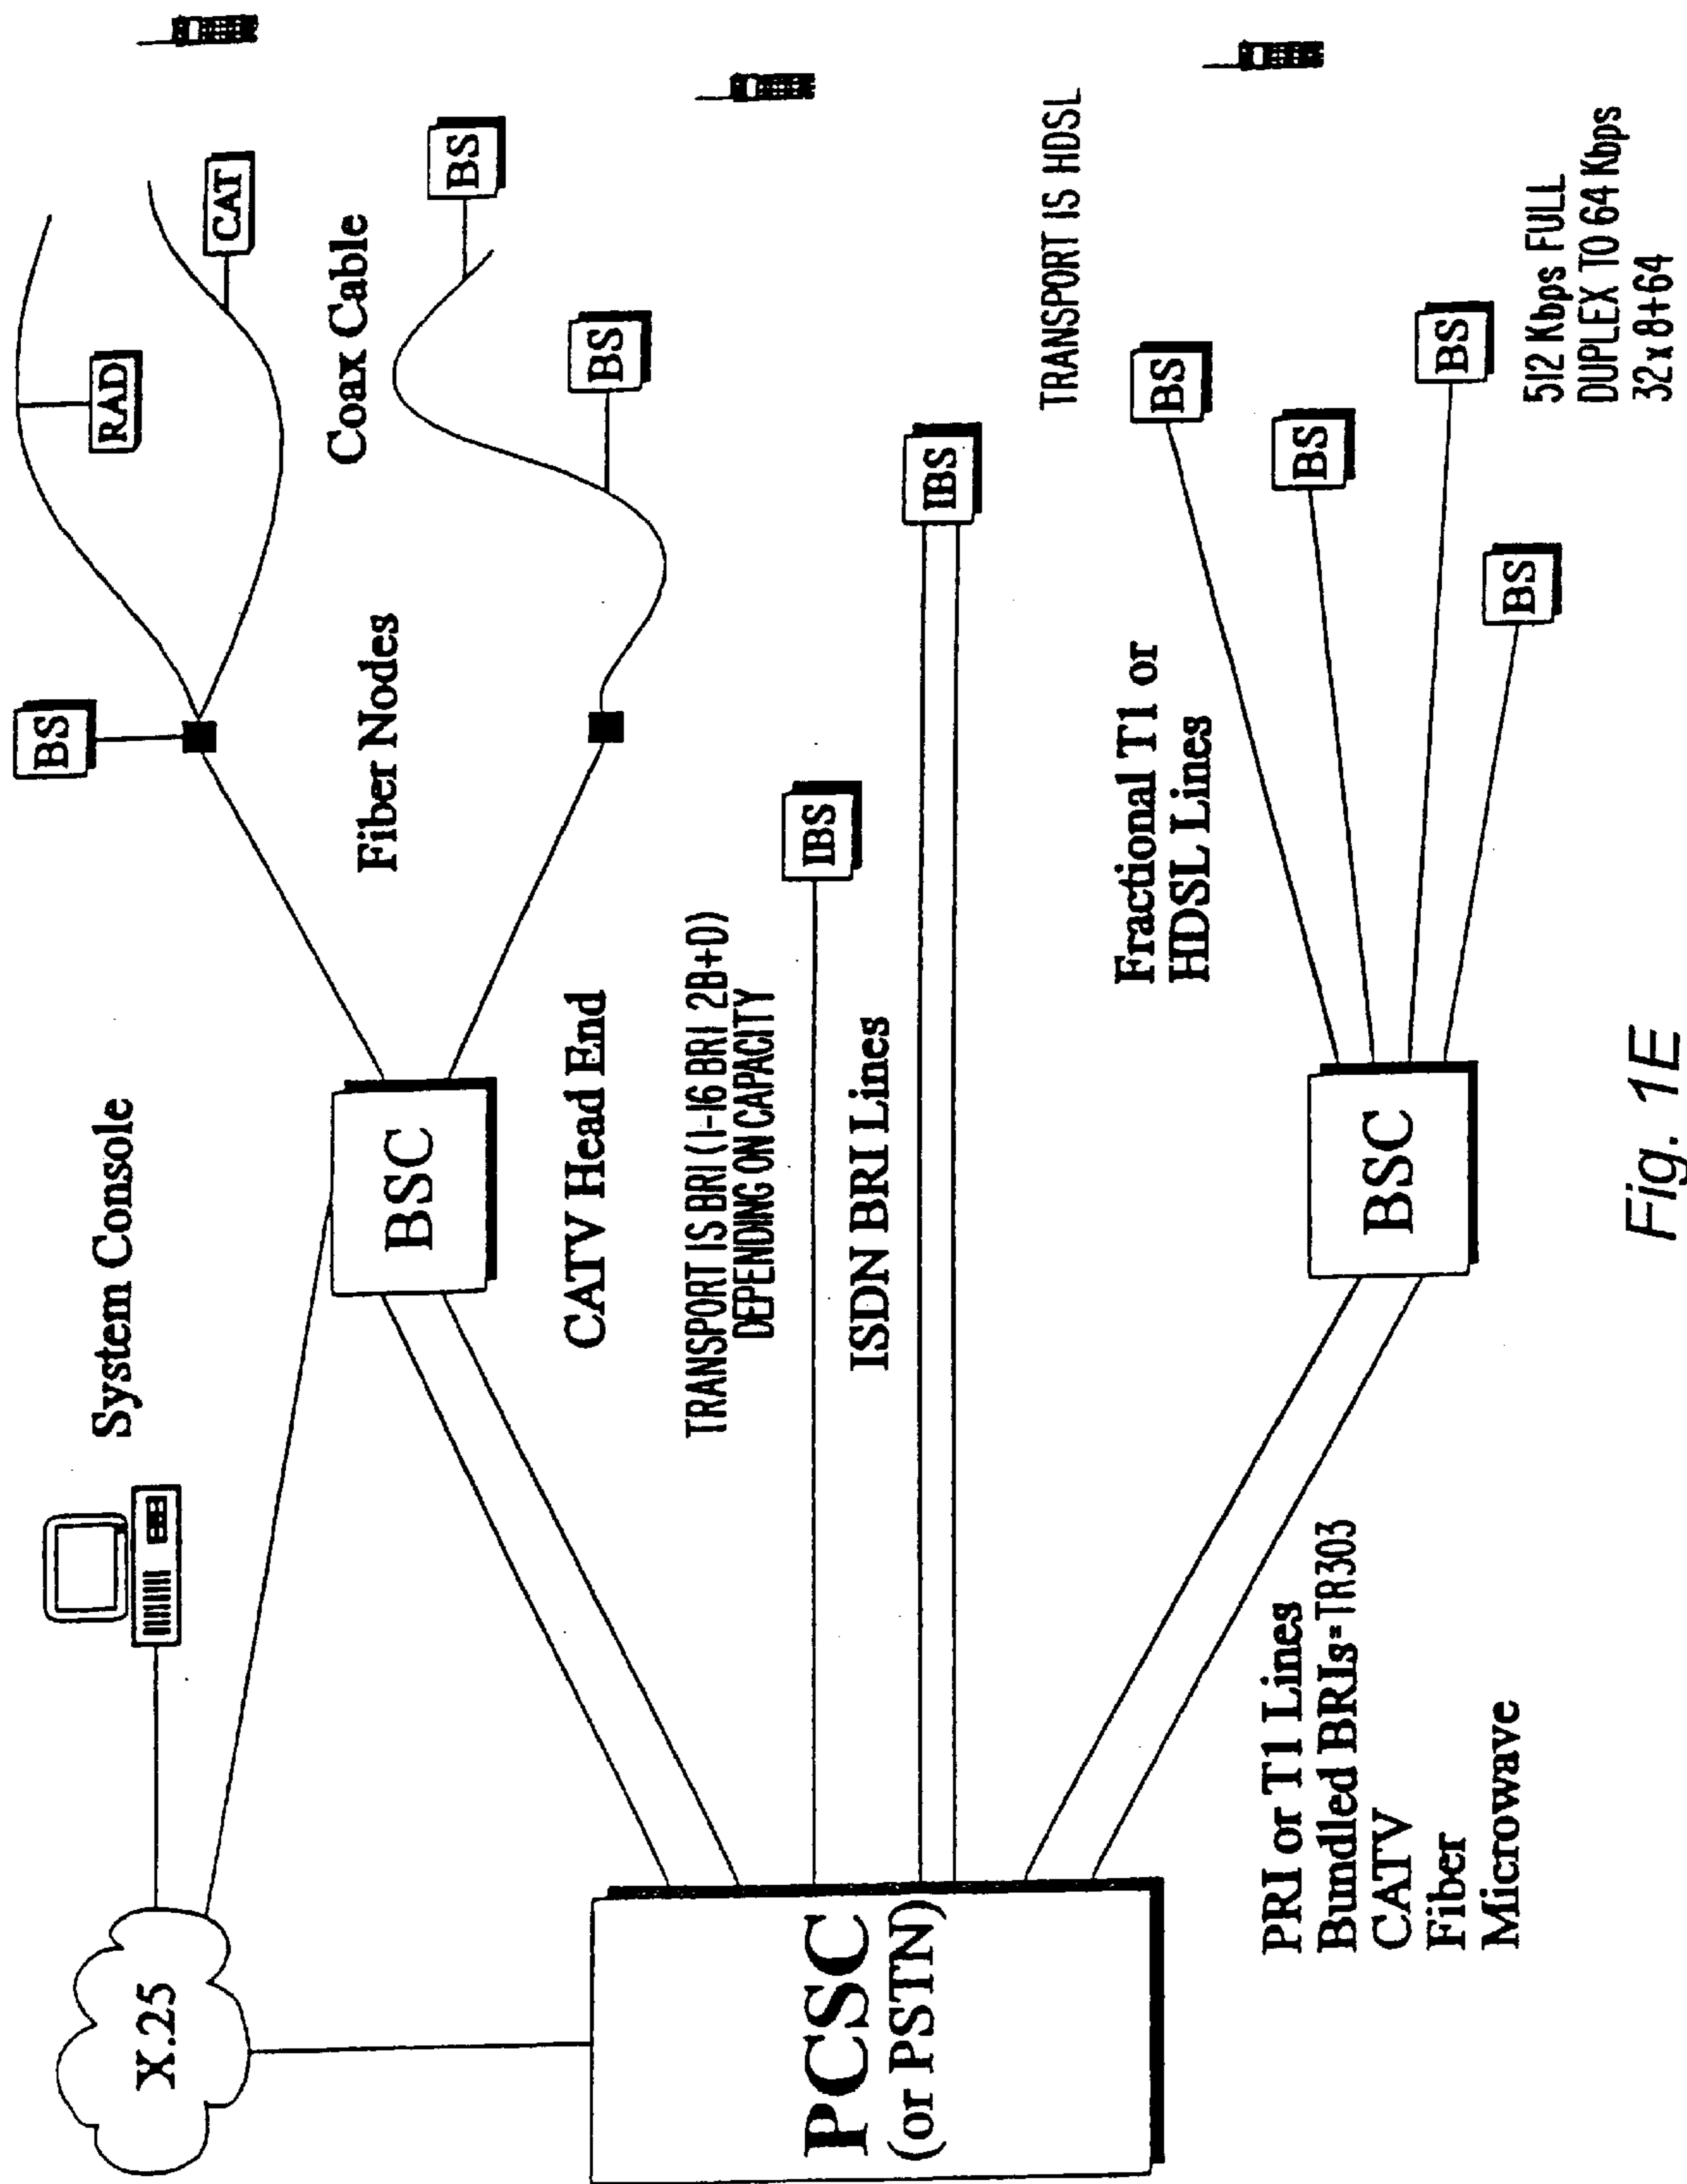 X.25
System Console
BS
RAD
CAT
Fiber Nodes
Coax Cable
BSC
CATV Head End
BS
BS
TRANSPORT IS BRI (1-16 BRI 2B+D)
DEPENDING ON CAPACITY
IBS
ISDN BRI Lines
IBS
PCSC
(or PSTN)
TRANSPORT IS HDSL
Fractional T1 or
HDSL Lines
BS
BS
BS
BS
BSC
PRI or T1 Lines
Bundled BRIs=TR303
CATV
Fiber
Microwave
512 Kbps FULL
DUPLEX TO 64 Kbps
32x8+64
Fig. 1E